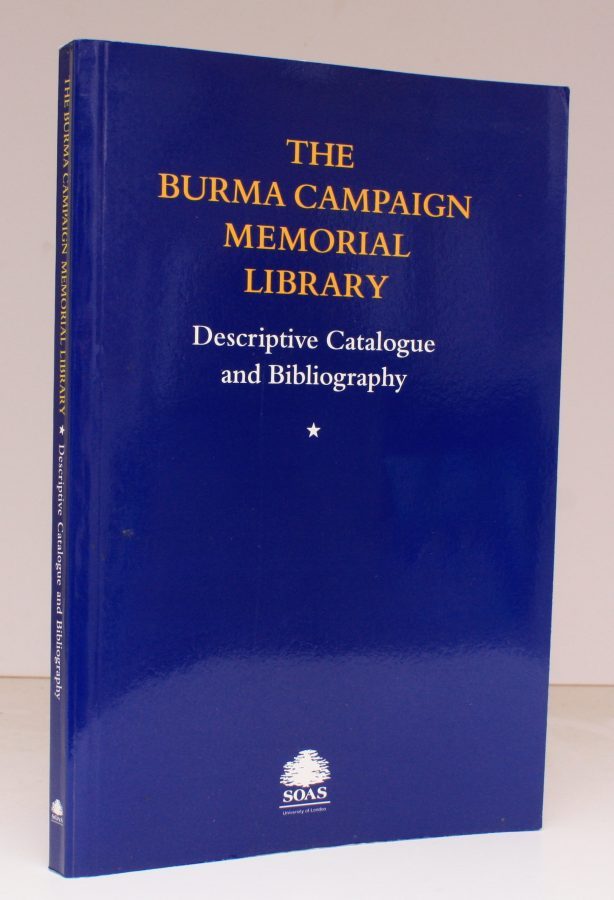 THE
BURMA CAMPAIGN
MEMORIAL
LIBRARY
Descriptive Catalogue
and Bibliography
SOAS
University of London
THE BURMA CAMPAIGN MEMORIAL LIBRARY ★ Descriptive Catalogue and Bibliography
SOAS